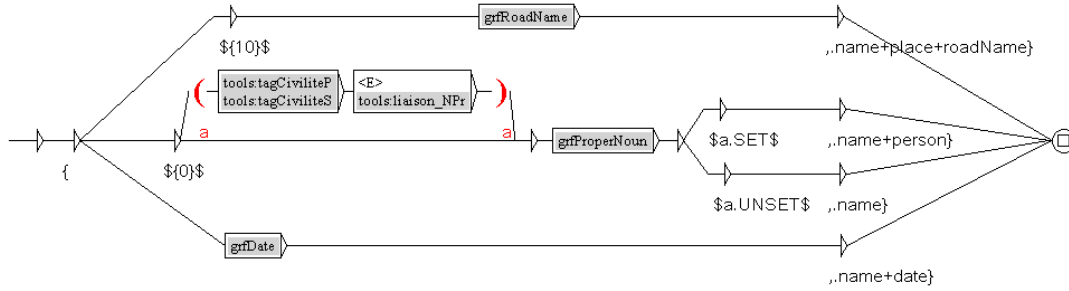 grfRoadName
${10}$
,.name+place+roadName}
(
tools:tagCiviliteP
tools:tagCiviliteS
<E>
tools:liaison_NPr
)
a
a
{
${0}$
grfProperNoun
$a.SET$
,.name+person}
$a.UNSET$
,.name}
grfDate
,.name+date}